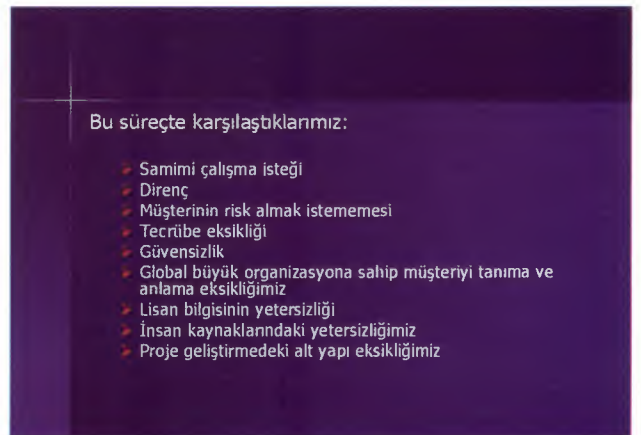 Bu süreçte karşılaştıklarımız:
Samimi çalışma isteği
Direnç
Müşterinin risk almak istememesi
Tecrübe eksikliği
Güvensizlik
Global büyük organizasyona sahip müşteriyi tanıma ve
anlama eksikliğimiz
Lisan bilgisinin yetersizliği
İnsan kaynaklarındaki yetersizliğimiz
Proje geliştirmedeki alt yapı eksikliğimiz